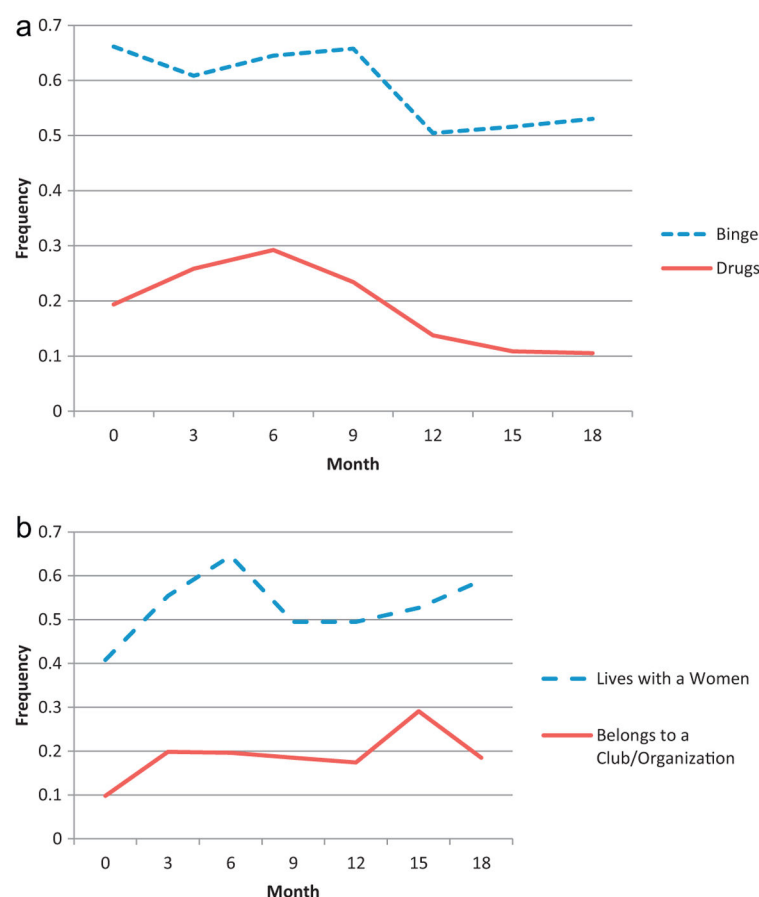 a
0.7
0.6
0.5
0.4
0.3
0.2
0.1
0
Frequency
0 3 6 9 12 15 18
Month
Binge
Drugs
b
0.7
0.6
0.5
0.4
0.3
0.2
0.1
0
Frequency
0 3 6 9 12 15 18
Month
Lives with a Women
Belongs to a
Club/Organization